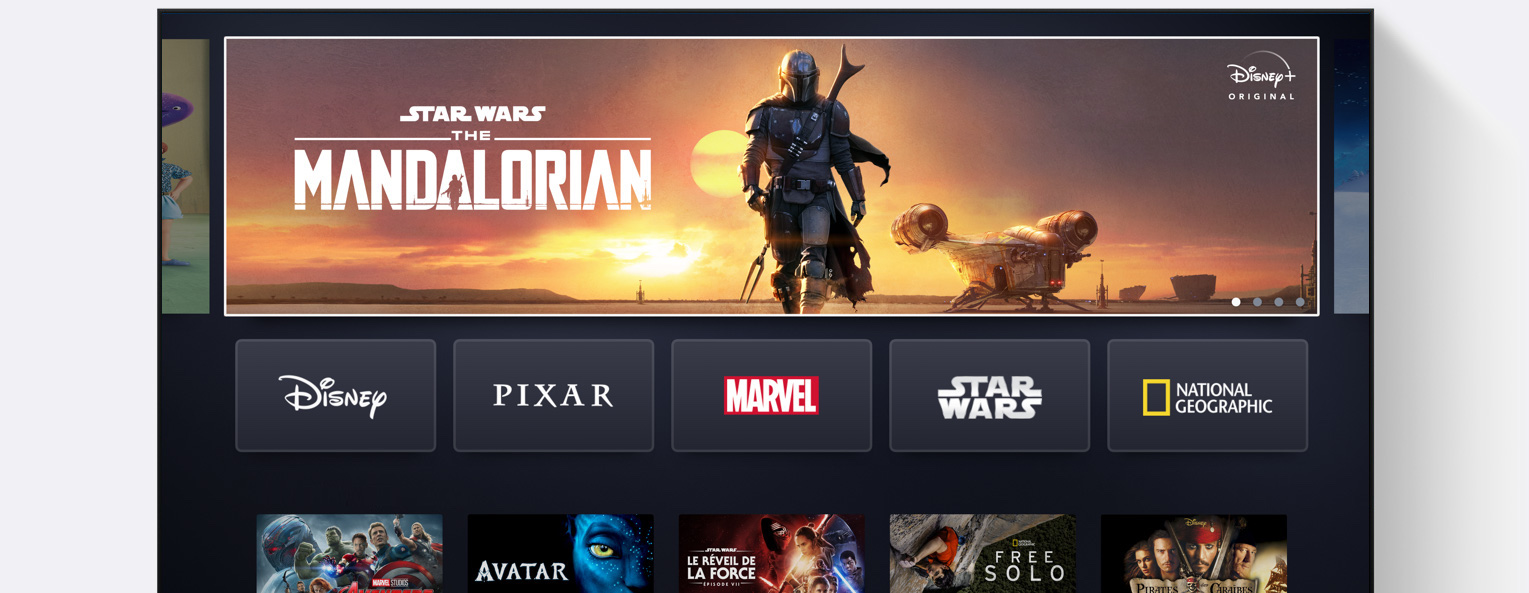 STAR WARS
THE
MANDALORIAN
Disney+
ORIGINAL
Disney
PIXAR
MARVEL
STAR
WARS
NATIONAL
GEOGRAPHIC
MARVEL STUDIOS
AVATAR
STAR WARS
LE RÉVEIL DE
LA FORCE
ÉPISODE VII
NATIONAL
GEOGRAPHIC
FREE
SOLO
Disney
PIRATES
CARAÏBES